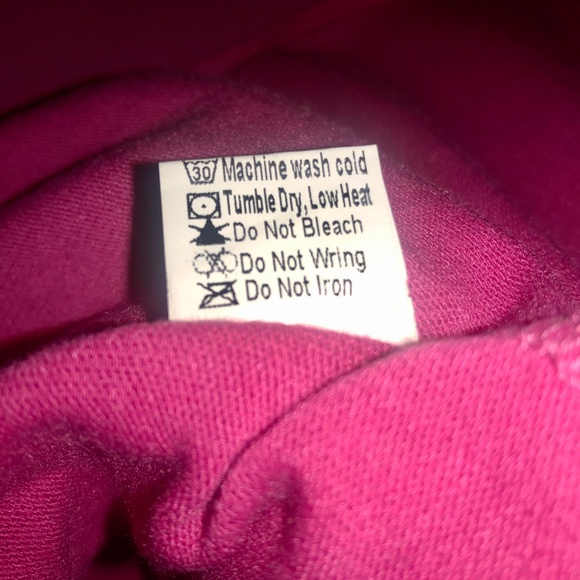 30 Machine wash cold
Tumble Dry, Low Heat
Do Not Bleach
Do Not Wring
Do Not Iron